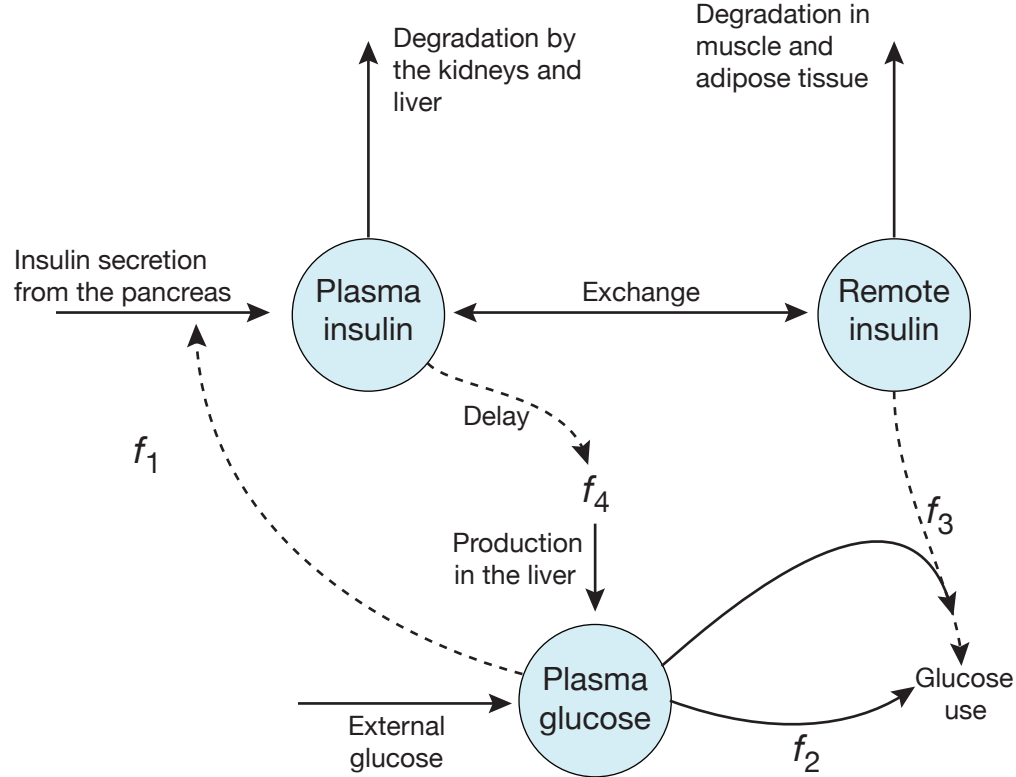 Degradation by
the kidneys and
liver
Degradation in
muscle and
adipose tissue
Insulin secretion
from the pancreas
Plasma
insulin
Exchange
Remote
insulin
Delay
f1
f4
f3
Production
in the liver
Plasma
glucose
External
glucose
Glucose
use
f2